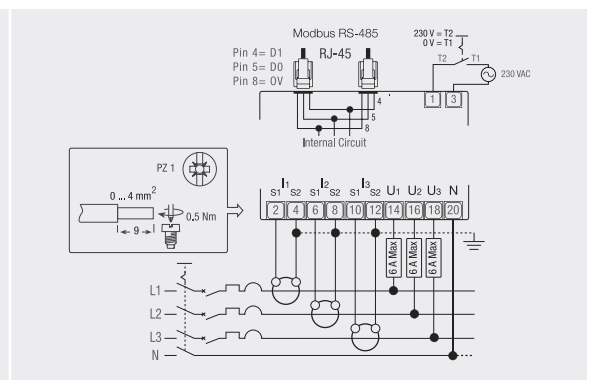 Modbus RS-485
RJ-45
Pin 4= D1
Pin 5= D0
Pin 8= 0V
4
5
8
Internal Circuit
230 V = T2
0 V = T1
T2 T1
230 VAC
1 3
PZ 1
0 ... 4 mm2
9
0.5 Nm
I1 I2 I3 U1 U2 U3 N
S1 S2 S1 S2 S1 S2
2 4 6 8 10 12 14 16 18 20
6 A Max 6 A Max 6 A Max
L1
L2
L3
N